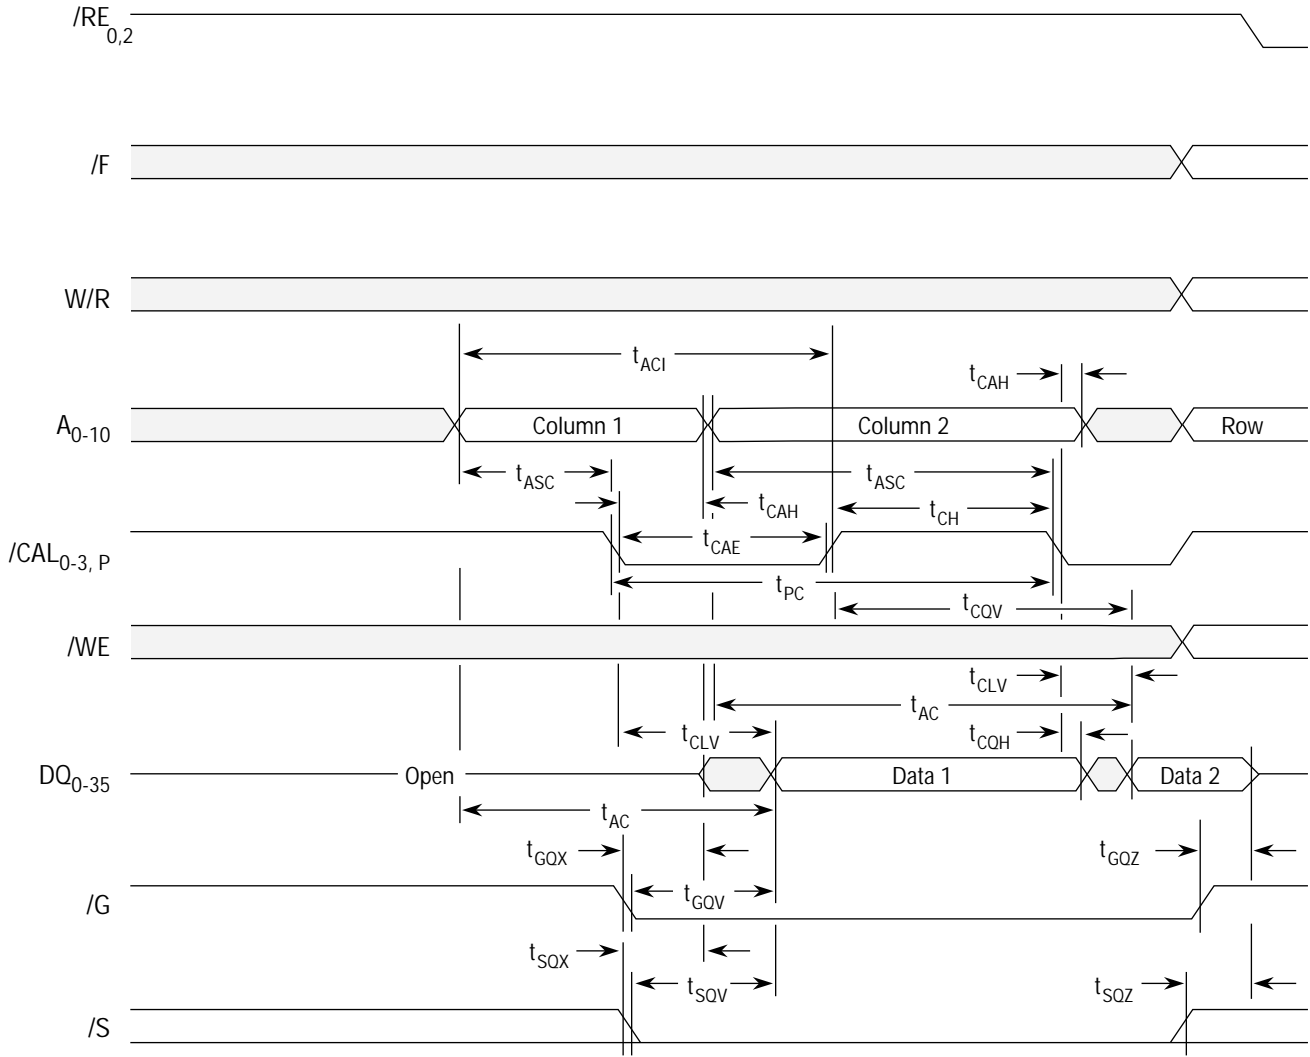 /RE0,2
/F
W/R
tACI
tCAH
A0-10 Column 1 Column 2 Row
tASC tASC
tCAH tCH
/CAL0-3, P tCAE
tPC
tCQV
/WE
tCLV
tAC
tCLV tCQH
DQ0-35 Open Data 1 Data 2
tAC
tGQX tGQZ
/G tGQV
tSQX
tSQV tSQZ
/S